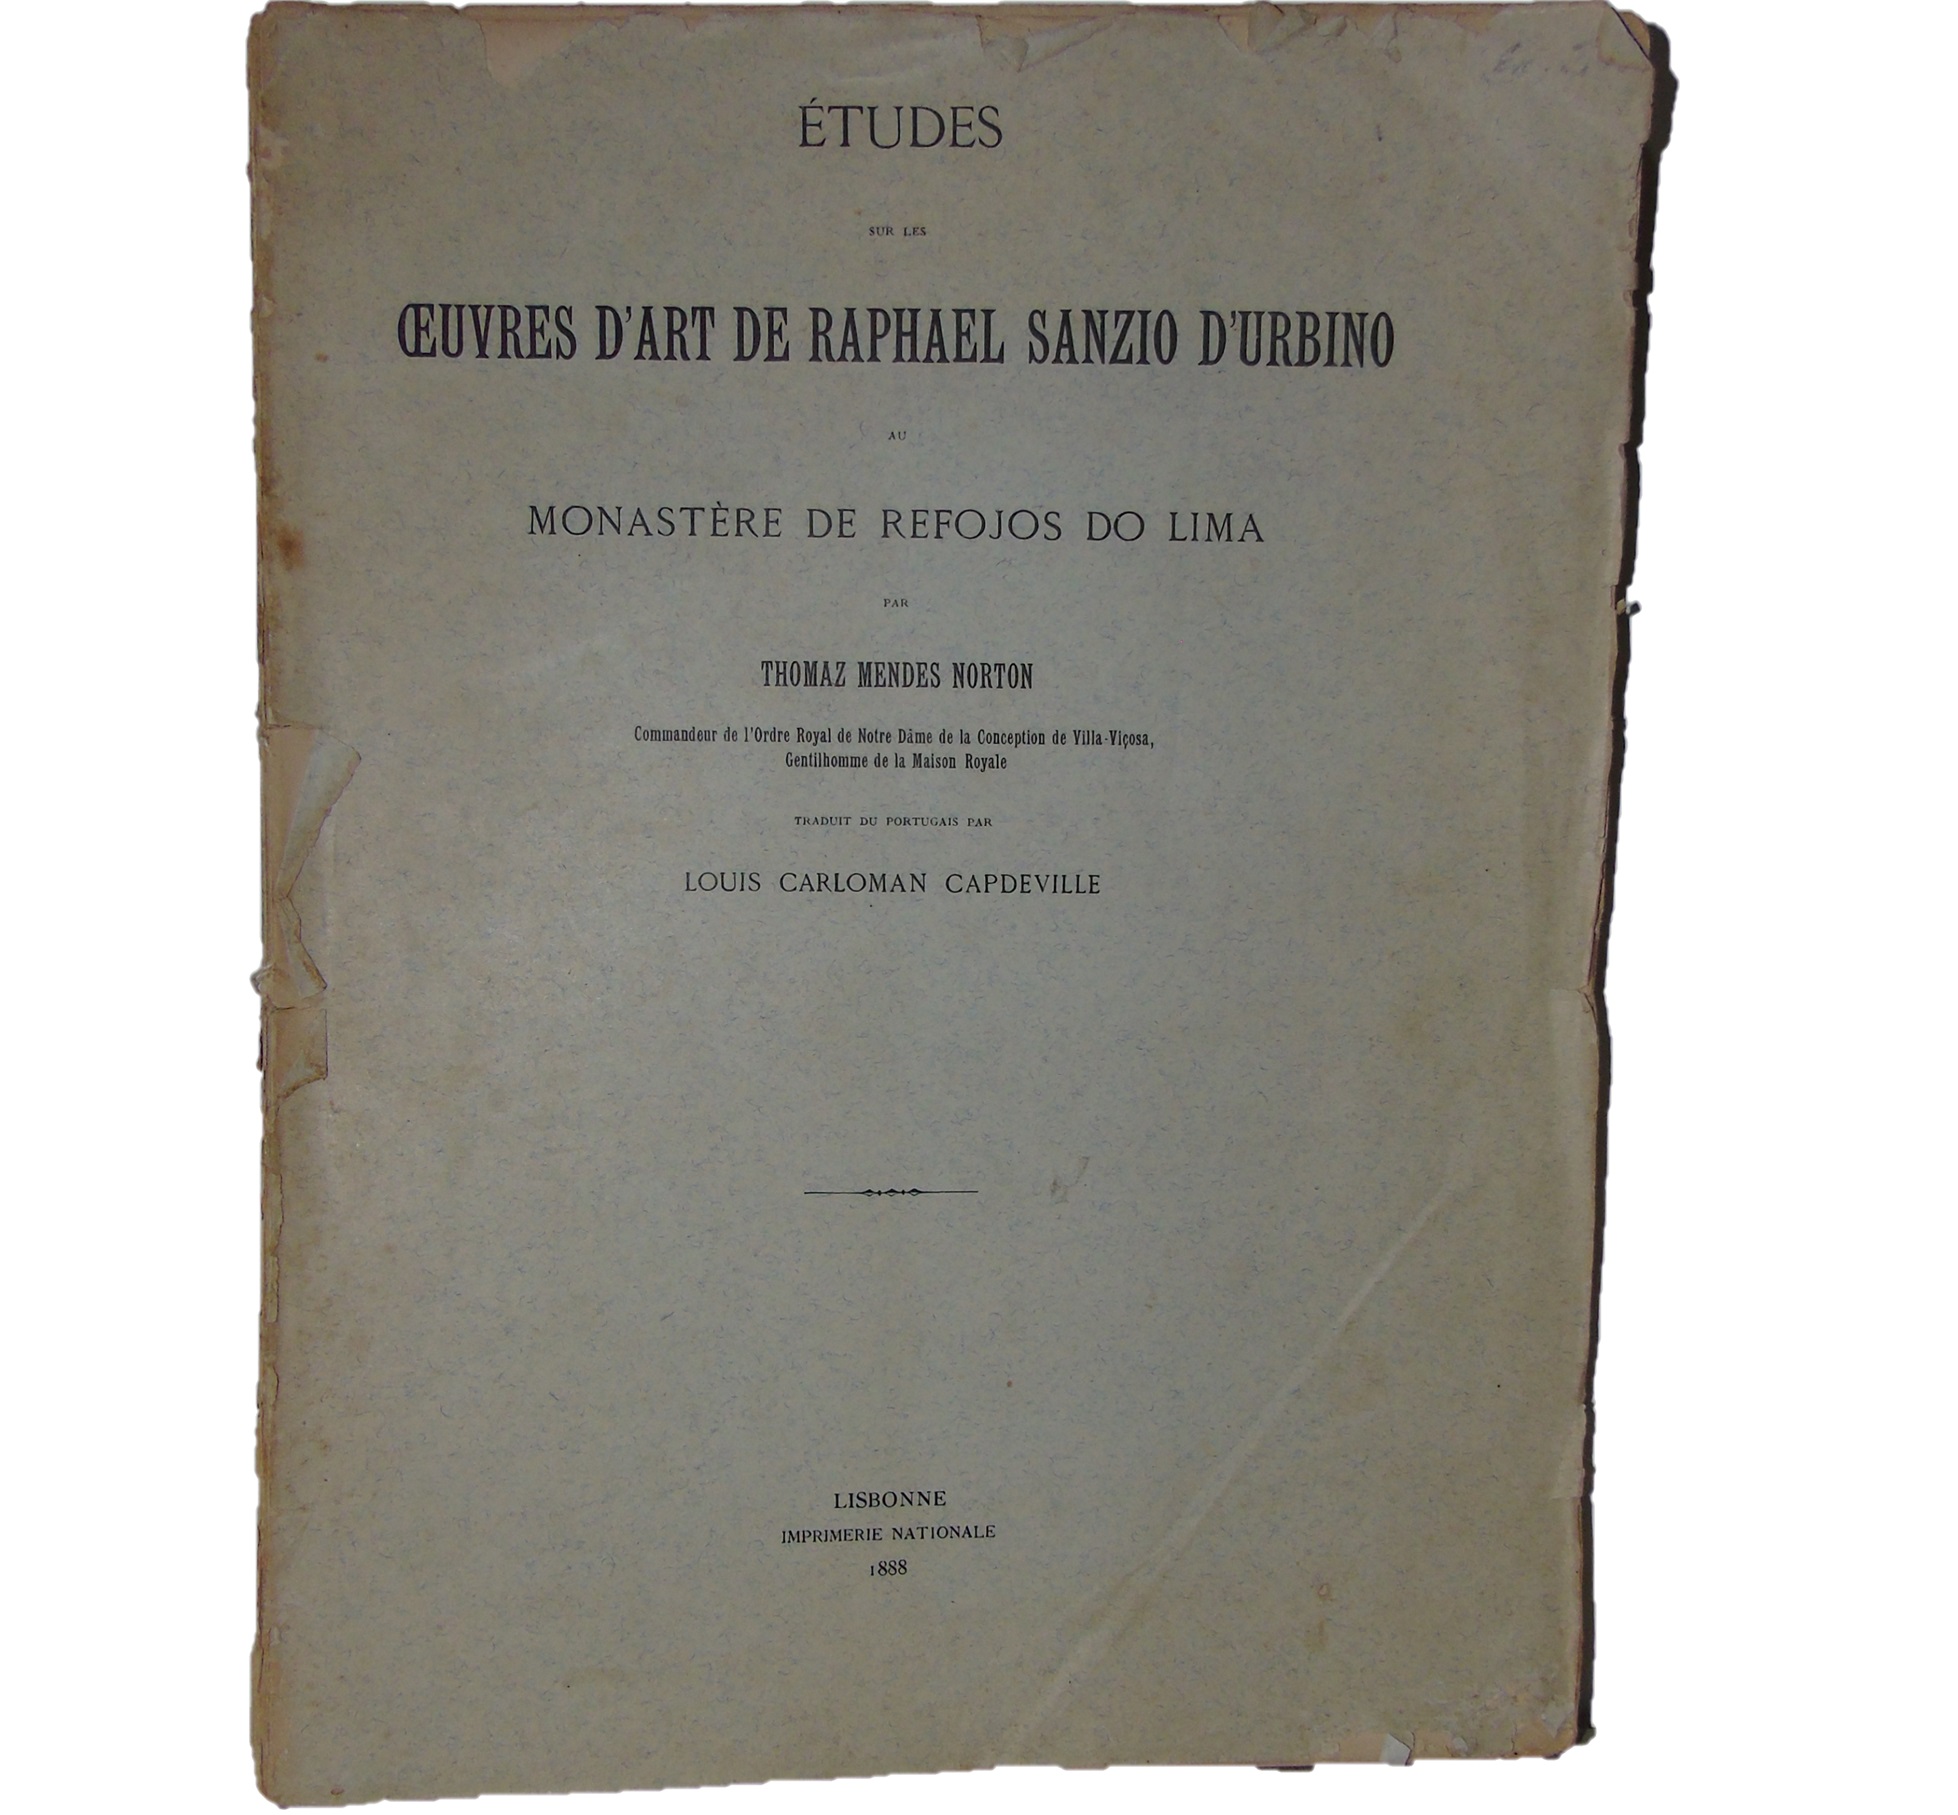 ÉTUDES
SUR LES
ŒUVRES D'ART DE RAPHAEL SANZIO D'URBINO
AU
MONASTÈRE DE REFOJOS DO LIMA
PAR
THOMAZ MENDES NORTON
Commandeur de l'Ordre Royal de Notre Dâme de la Conception de Villa-Viçosa,
Gentilhomme de la Maison Royale
TRADUIT DU PORTUGAIS PAR
LOUIS CARLOMAN CAPDEVILLE
LISBONNE
IMPRIMERIE NATIONALE
1888